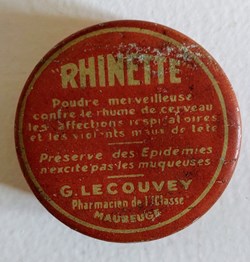 RHINETTE
Poudre merveilleuse
contre le rhume de cerveau
les affections respiratoires
et les violents maux de tête
Préserve des Epidémies
n'excite pas les muqueuses
G. LECOUVEY
Pharmacien de 1e Classe
MAUBEUGE